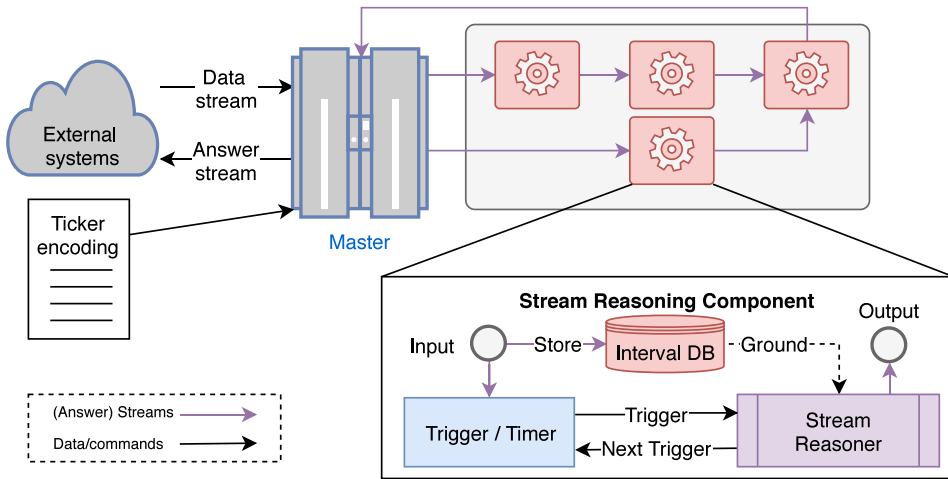 Data
stream
External
systems
Answer
stream
Ticker
encoding
Master
Stream Reasoning Component
Input
Store
Interval DB
Ground
Output
Trigger / Timer
Trigger
Next Trigger
Stream
Reasoner
(Answer) Streams
Data/commands